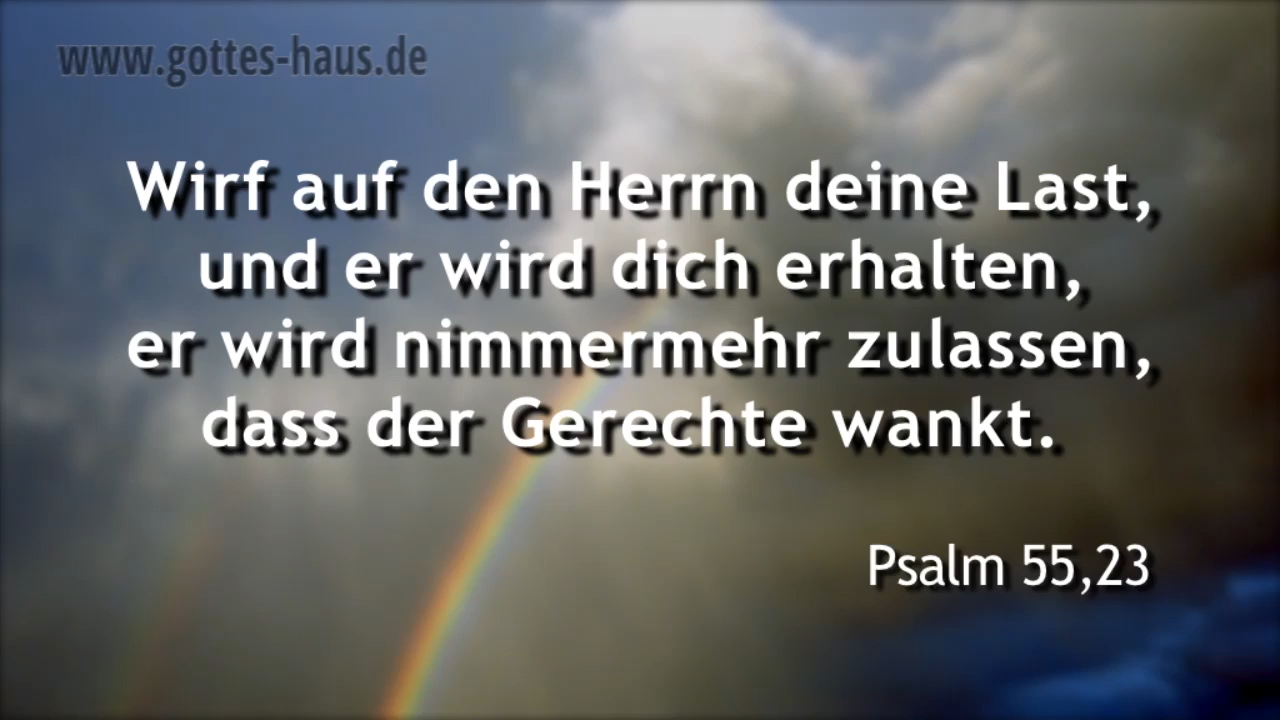 www.gottes-haus.de
Wirf auf den Herrn deine Last,
und er wird dich erhalten,
er wird nimmermehr zulassen,
dass der Gerechte wankt.
Psalm 55,23